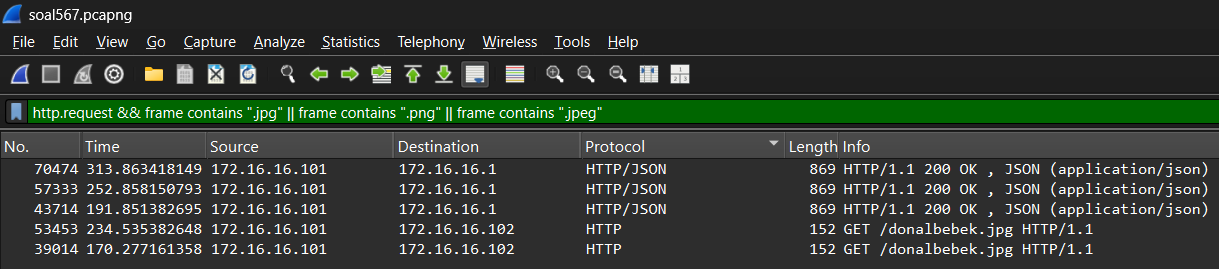 soal567.pcapng
File Edit View Go Capture Analyze Statistics Telephony Wireless Tools Help
http.request && frame contains ".jpg" || frame contains ".png" || frame contains ".jpeg"
No. Time Source Destination Protocol Length Info
70474 313.863418149 172.16.16.101 172.16.16.1 HTTP/JSON 869 HTTP/1.1 200 OK , JSON (application/json)
57333 252.858150793 172.16.16.101 172.16.16.1 HTTP/JSON 869 HTTP/1.1 200 OK , JSON (application/json)
43714 191.851382695 172.16.16.101 172.16.16.1 HTTP/JSON 869 HTTP/1.1 200 OK , JSON (application/json)
53453 234.535382648 172.16.16.101 172.16.16.102 HTTP 152 GET /donalbebek.jpg HTTP/1.1
39014 170.277161358 172.16.16.101 172.16.16.102 HTTP 152 GET /donalbebek.jpg HTTP/1.1